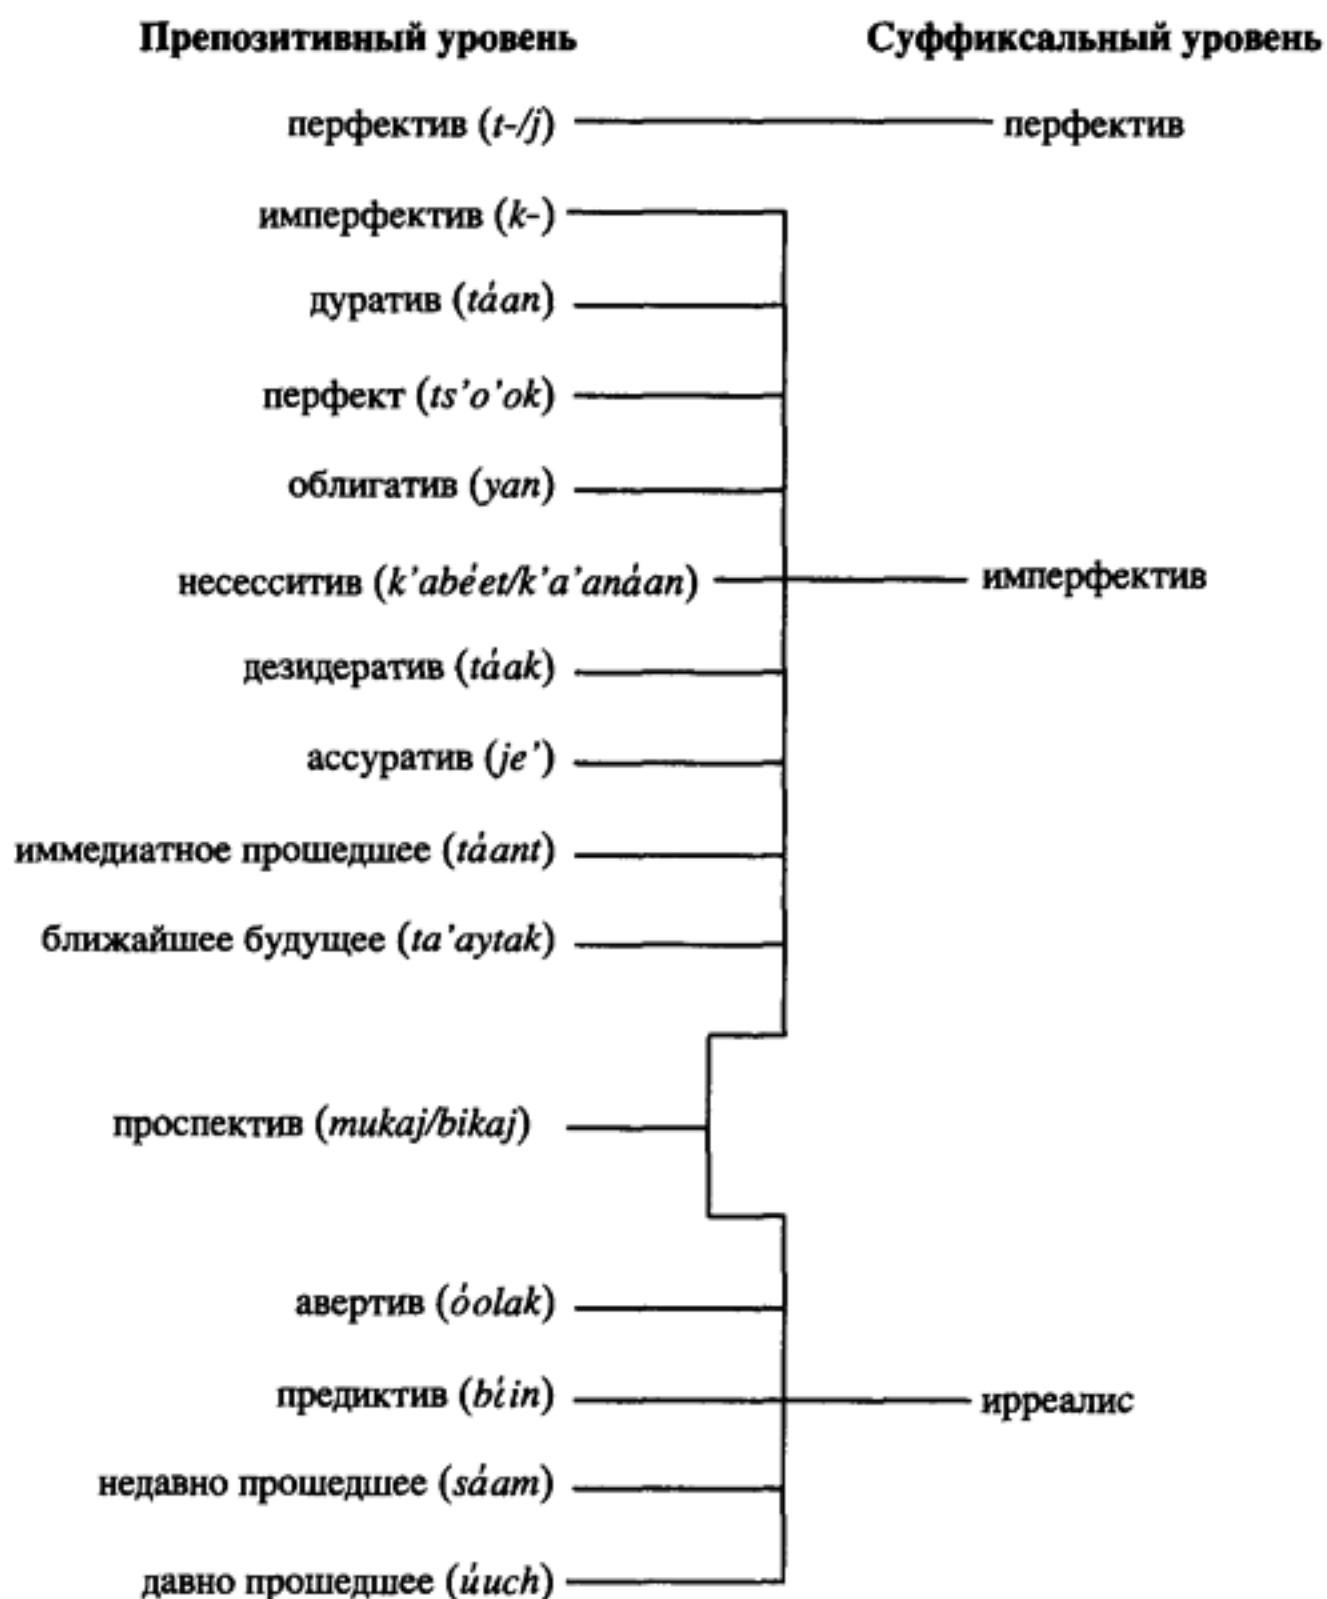 Препозитивный уровень Суффиксальный уровень
перфектив (t-/j) перфектив
имперфектив (k-)
дуратив (táan)
перфект (ts’o’ok)
облигатив (yan)
несесситив (k’abéet/k’a’anáan) имперфектив
дезидератив (táak)
ассуратив (je’)
иммедиатное прошедшее (táant)
ближайшее будущее (ta’aytak)
проспектив (mukaj/bikaj)
авертив (óolak)
предиктив (bíin) ирреалис
недавно прошедшее (sáam)
давно прошедшее (úuch)